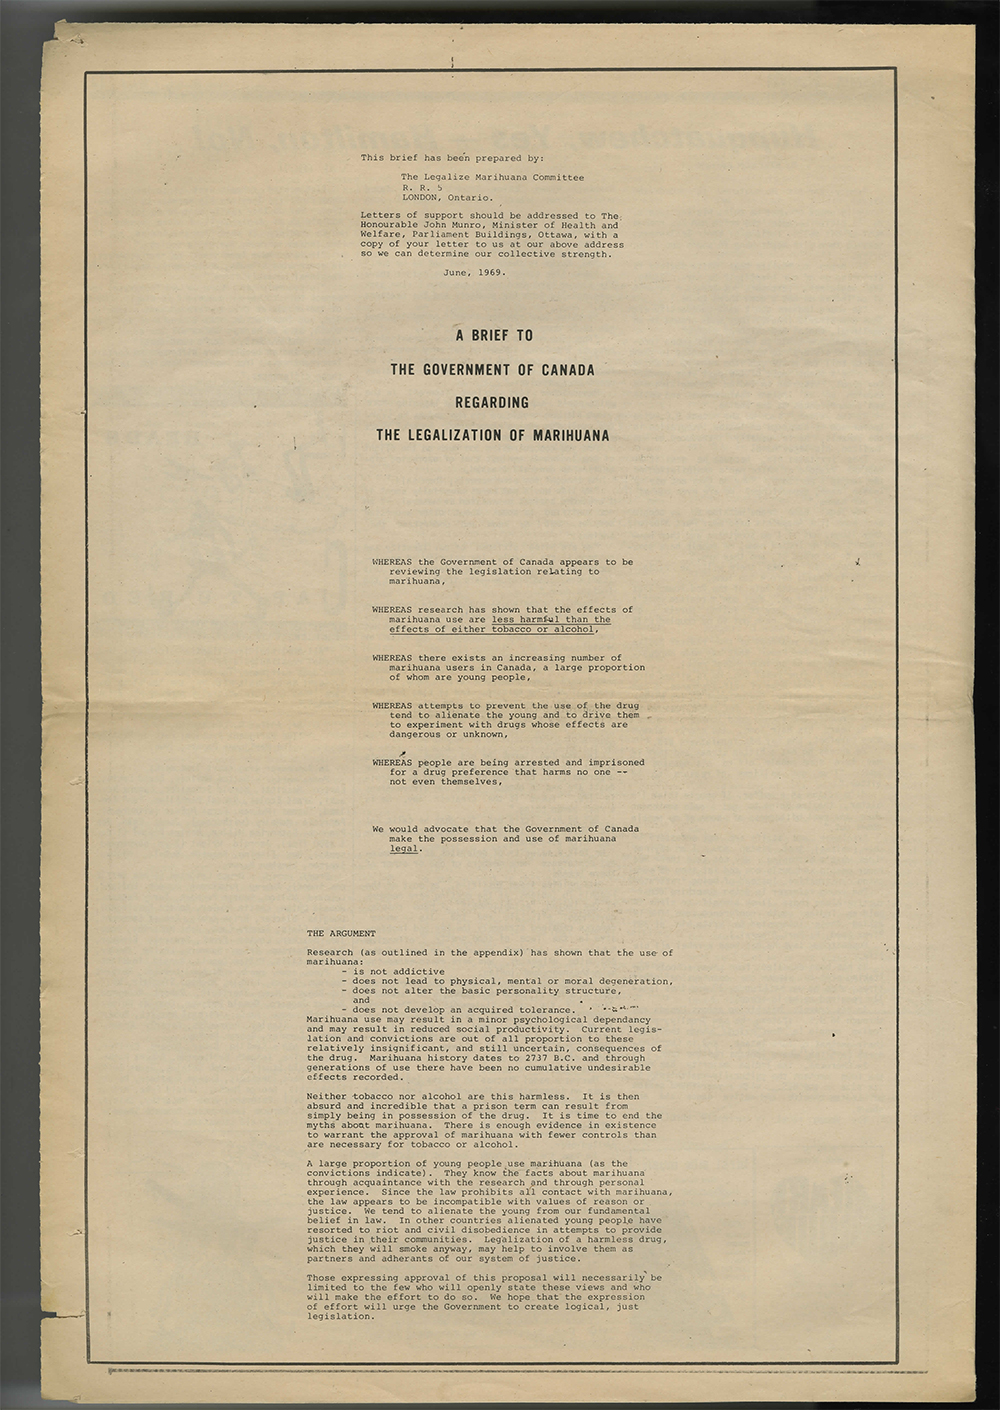 This brief has been prepared by:
The Legalize Marihuana Committee
R. R. 5
LONDON, Ontario.
Letters of support should be addressed to The
Honourable John Munro, Minister of Health and
Welfare, Parliament Buildings, Ottawa, with a
copy of your letter to us at our above address
so we can determine our collective strength.
June, 1969.
A BRIEF TO
THE GOVERNMENT OF CANADA
REGARDING
THE LEGALIZATION OF MARIHUANA
WHEREAS the Government of Canada appears to be
reviewing the legislation relating to
marihuana,
WHEREAS research has shown that the effects of
marihuana use are less harmful than the
effects of either tobacco or alcohol,
WHEREAS there exists an increasing number of
marihuana users in Canada, a large proportion
of whom are young people,
WHEREAS attempts to prevent the use of the drug
tend to alienate the young and to drive them
to experiment with drugs whose effects are
dangerous or unknown,
WHEREAS people are being arrested and imprisoned
for a drug preference that harms no one --
not even themselves,
We would advocate that the Government of Canada
make the possession and use of marihuana
legal.
THE ARGUMENT
Research (as outlined in the appendix) has shown that the use of
marihuana:
- is not addictive
- does not lead to physical, mental or moral degeneration,
- does not alter the basic personality structure,
and
- does not develop an acquired tolerance.
Marihuana use may result in a minor psychological dependancy
and may result in reduced social productivity. Current legis-
lation and convictions are out of all proportion to these
relatively insignificant, and still uncertain, consequences of
the drug. Marihuana history dates to 2737 B.C. and through
generations of use there have been no cumulative undesirable
effects recorded.
Neither tobacco nor alcohol are this harmless. It is then
absurd and incredible that a prison term can result from
simply being in possession of the drug. It is time to end the
myths about marihuana. There is enough evidence in existence
to warrant the approval of marihuana with fewer controls than
are necessary for tobacco or alcohol.
A large proportion of young people use marihuana (as the
convictions indicate). They know the facts about marihuana
through acquaintance with the research and through personal
experience. Since the law prohibits all contact with marihuana,
the law appears to be incompatible with values of reason or
justice. We tend to alienate the young from our fundamental
belief in law. In other countries alienated young people have
resorted to riot and civil disobedience in attempts to provide
justice in their communities. Legalization of a harmless drug,
which they will smoke anyway, may help to involve them as
partners and adherants of our system of justice.
Those expressing approval of this proposal will necessarily be
limited to the few who will openly state these views and who
will make the effort to do so. We hope that the expression
of effort will urge the Government to create logical, just
legislation.